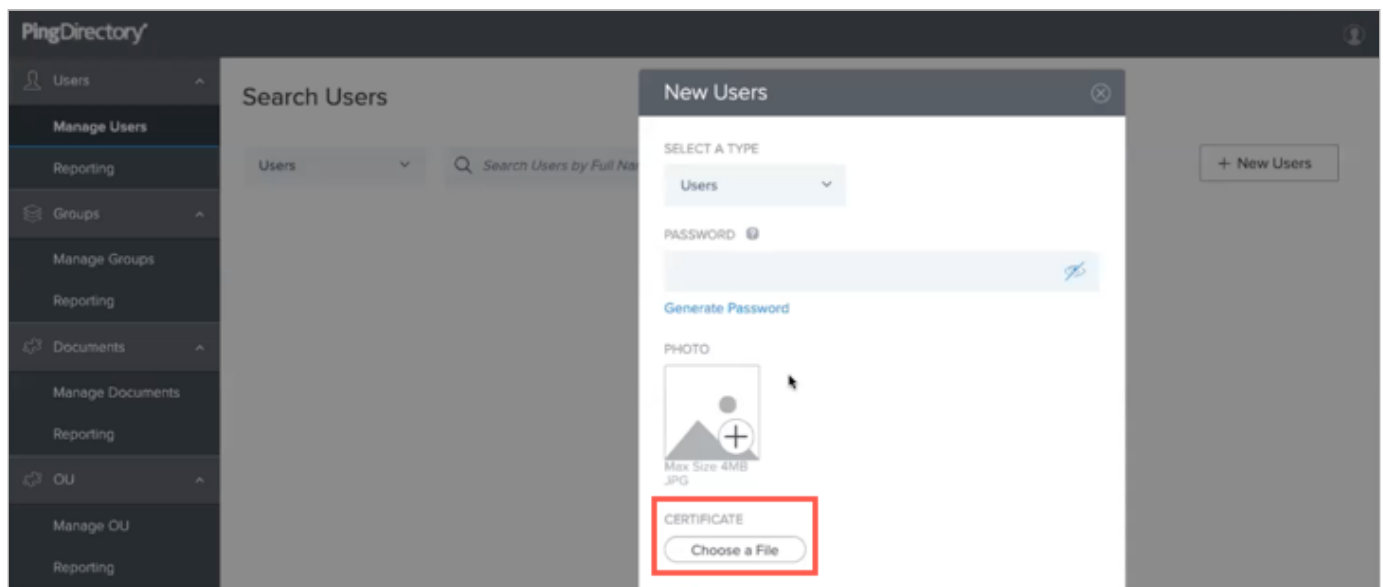 PingDirectory
Users
Manage Users
Reporting
Groups
Manage Groups
Reporting
Documents
Manage Documents
Reporting
OU
Manage OU
Reporting
Search Users
Users
Search Users by Full Na
+ New Users
New Users
SELECT A TYPE
Users
PASSWORD
Generate Password
PHOTO
Max Size 4MB
JPG
CERTIFICATE
Choose a File